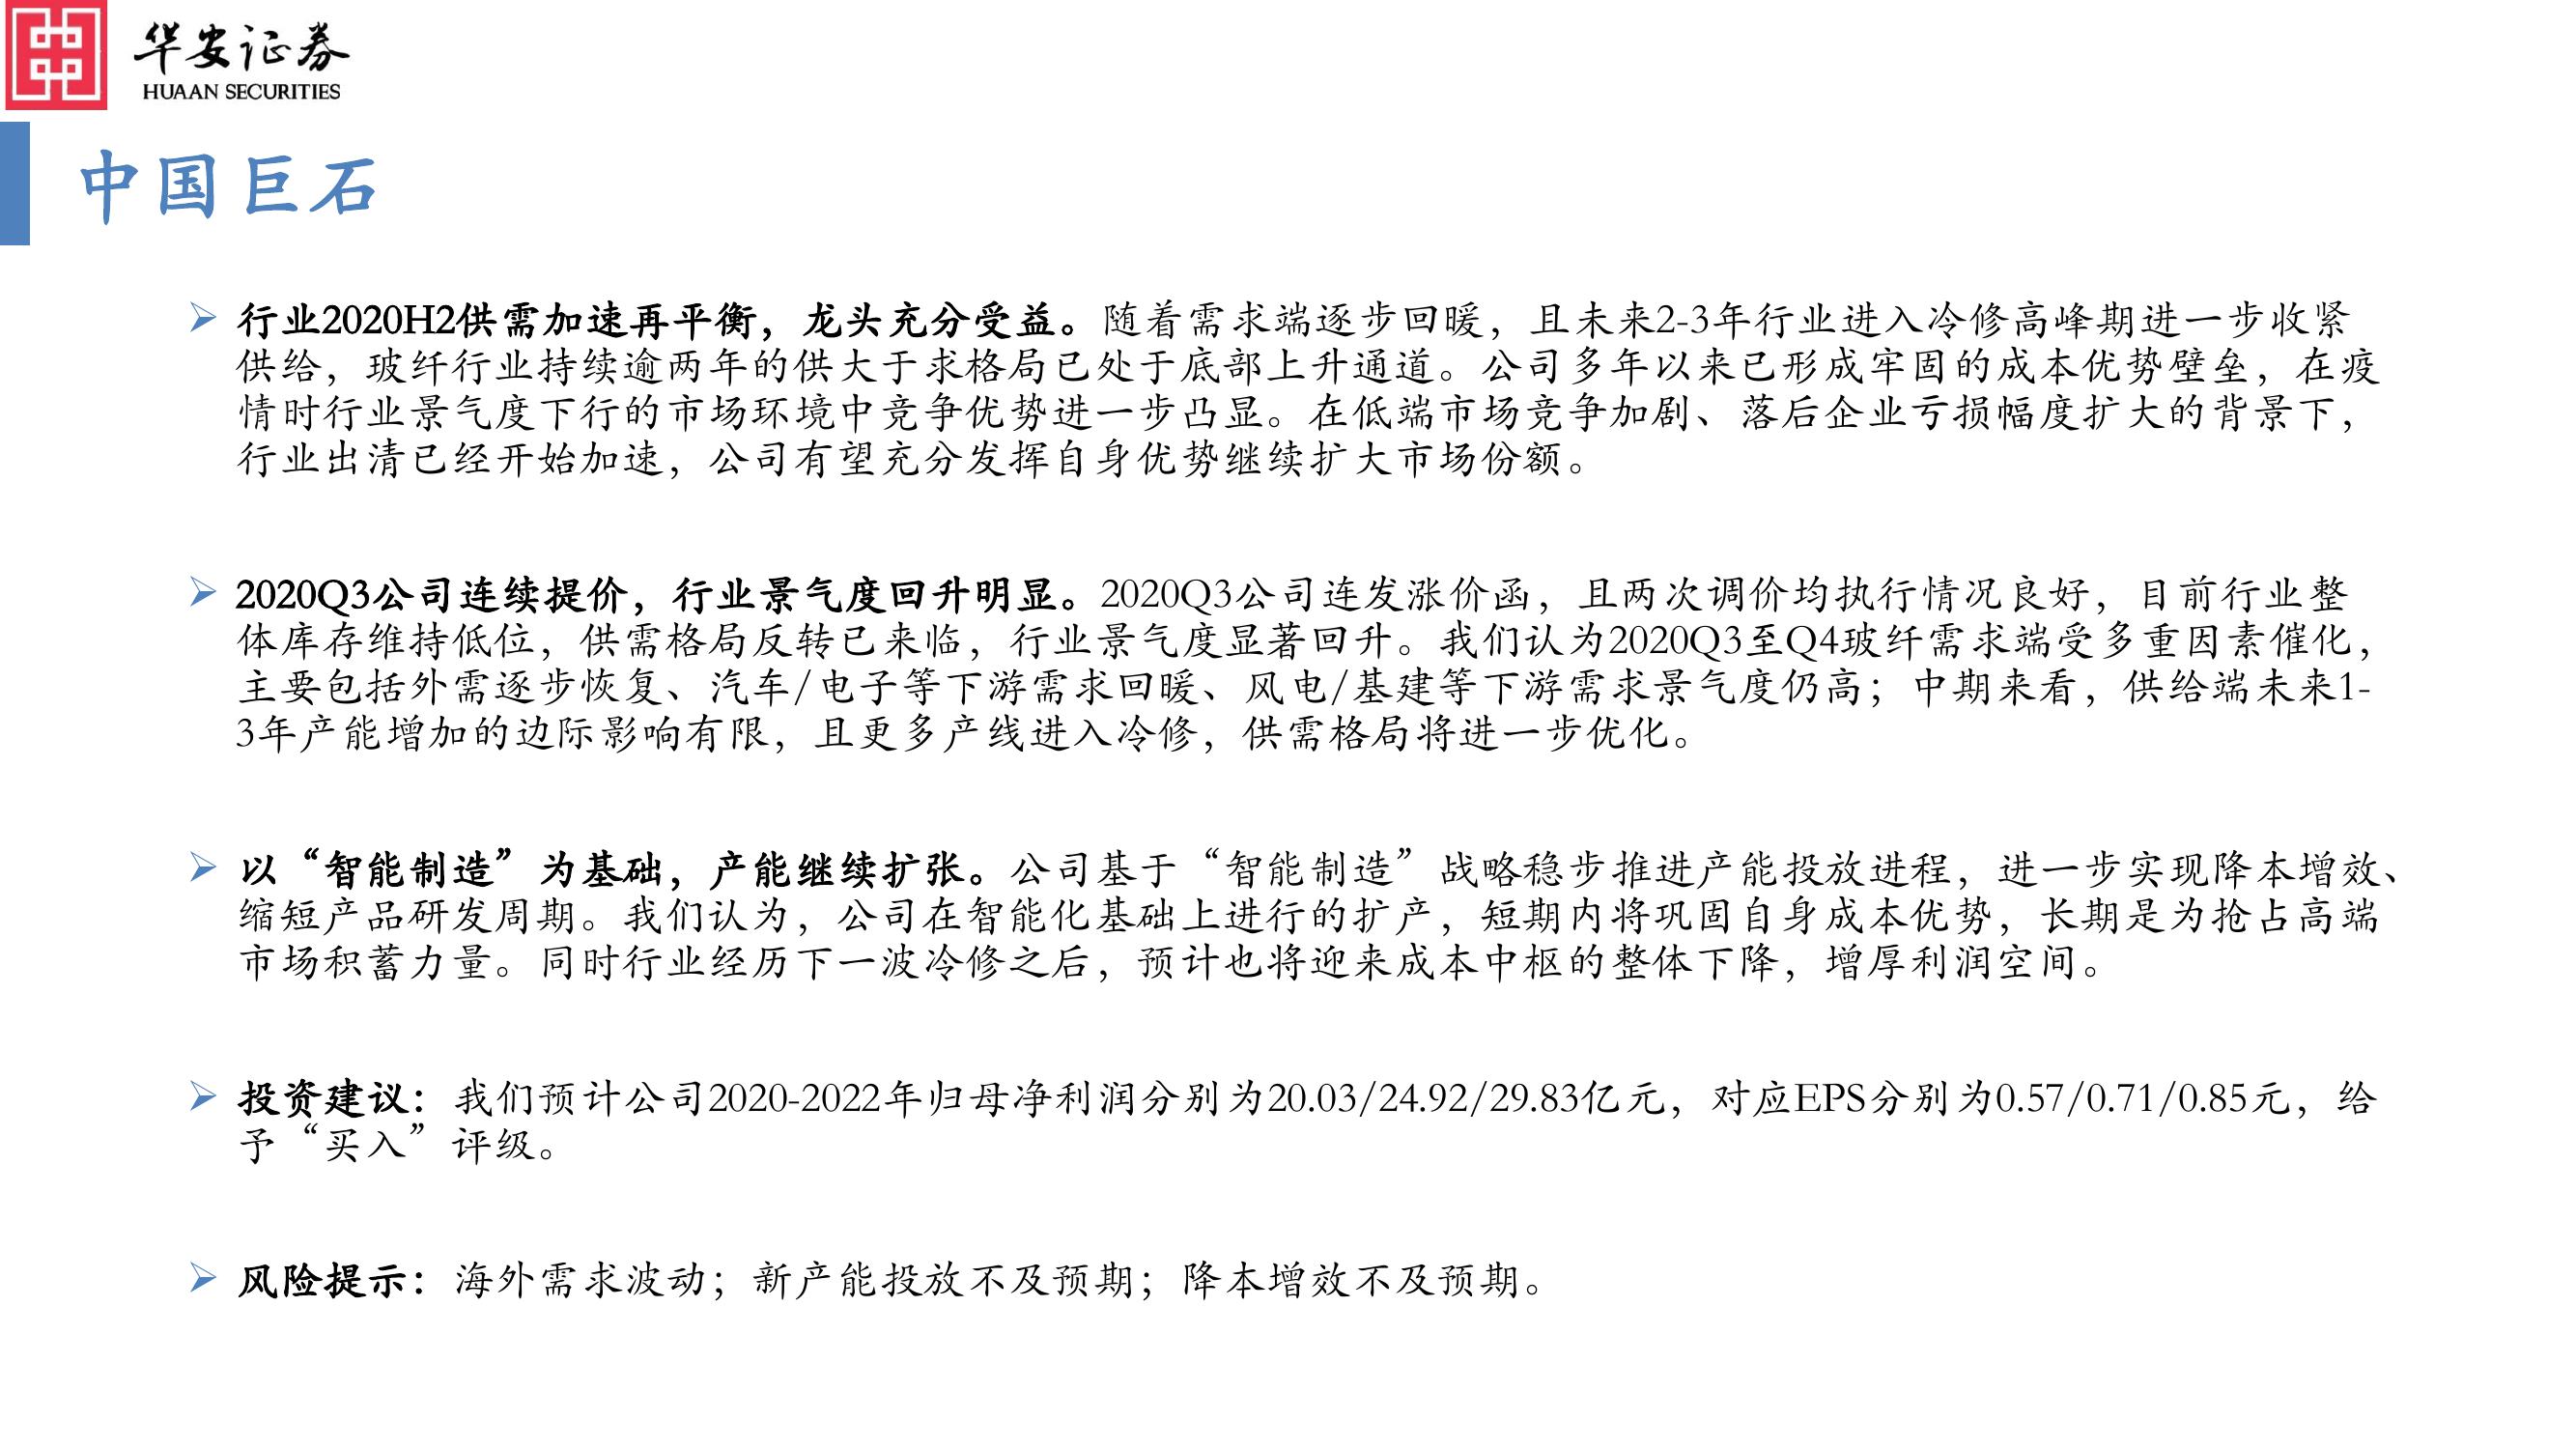 华安证券
HUAAN SECURITIES
中国巨石
行业2020H2供需加速再平衡，龙头充分受益。随着需求端逐步回暖，且未来2-3年行业进入冷修高峰期进一步收紧
供给，玻纤行业持续逾两年的供大于求格局已处于底部上升通道。公司多年以来已形成牢固的成本优势壁垒，在疫
情时行业景气度下行的市场环境中竞争优势进一步凸显。在低端市场竞争加剧、落后企业亏损幅度扩大的背景下，
行业出清已经开始加速，公司有望充分发挥自身优势继续扩大市场份额。
2020Q3公司连续提价，行业景气度回升明显。2020Q3公司连发涨价函，且两次调价均执行情况良好，目前行业整
体库存维持低位，供需格局反转已来临，行业景气度显著回升。我们认为2020Q3至Q4玻纤需求端受多重因素催化，
主要包括外需逐步恢复、汽车/电子等下游需求回暖、风电/基建等下游需求景气度仍高；中期来看，供给端未来1-
3年产能增加的边际影响有限，且更多产线进入冷修，供需格局将进一步优化。
以“智能制造”为基础，产能继续扩张。公司基于“智能制造”战略稳步推进产能投放进程，进一步实现降本增效、
缩短产品研发周期。我们认为，公司在智能化基础上进行的扩产，短期内将巩固自身成本优势，长期是为抢占高端
市场积蓄力量。同时行业经历下一波冷修之后，预计也将迎来成本中枢的整体下降，增厚利润空间。
投资建议：我们预计公司2020-2022年归母净利润分别为20.03/24.92/29.83亿元，对应EPS分别为0.57/0.71/0.85元，给
予“买入”评级。
风险提示：海外需求波动；新产能投放不及预期；降本增效不及预期。